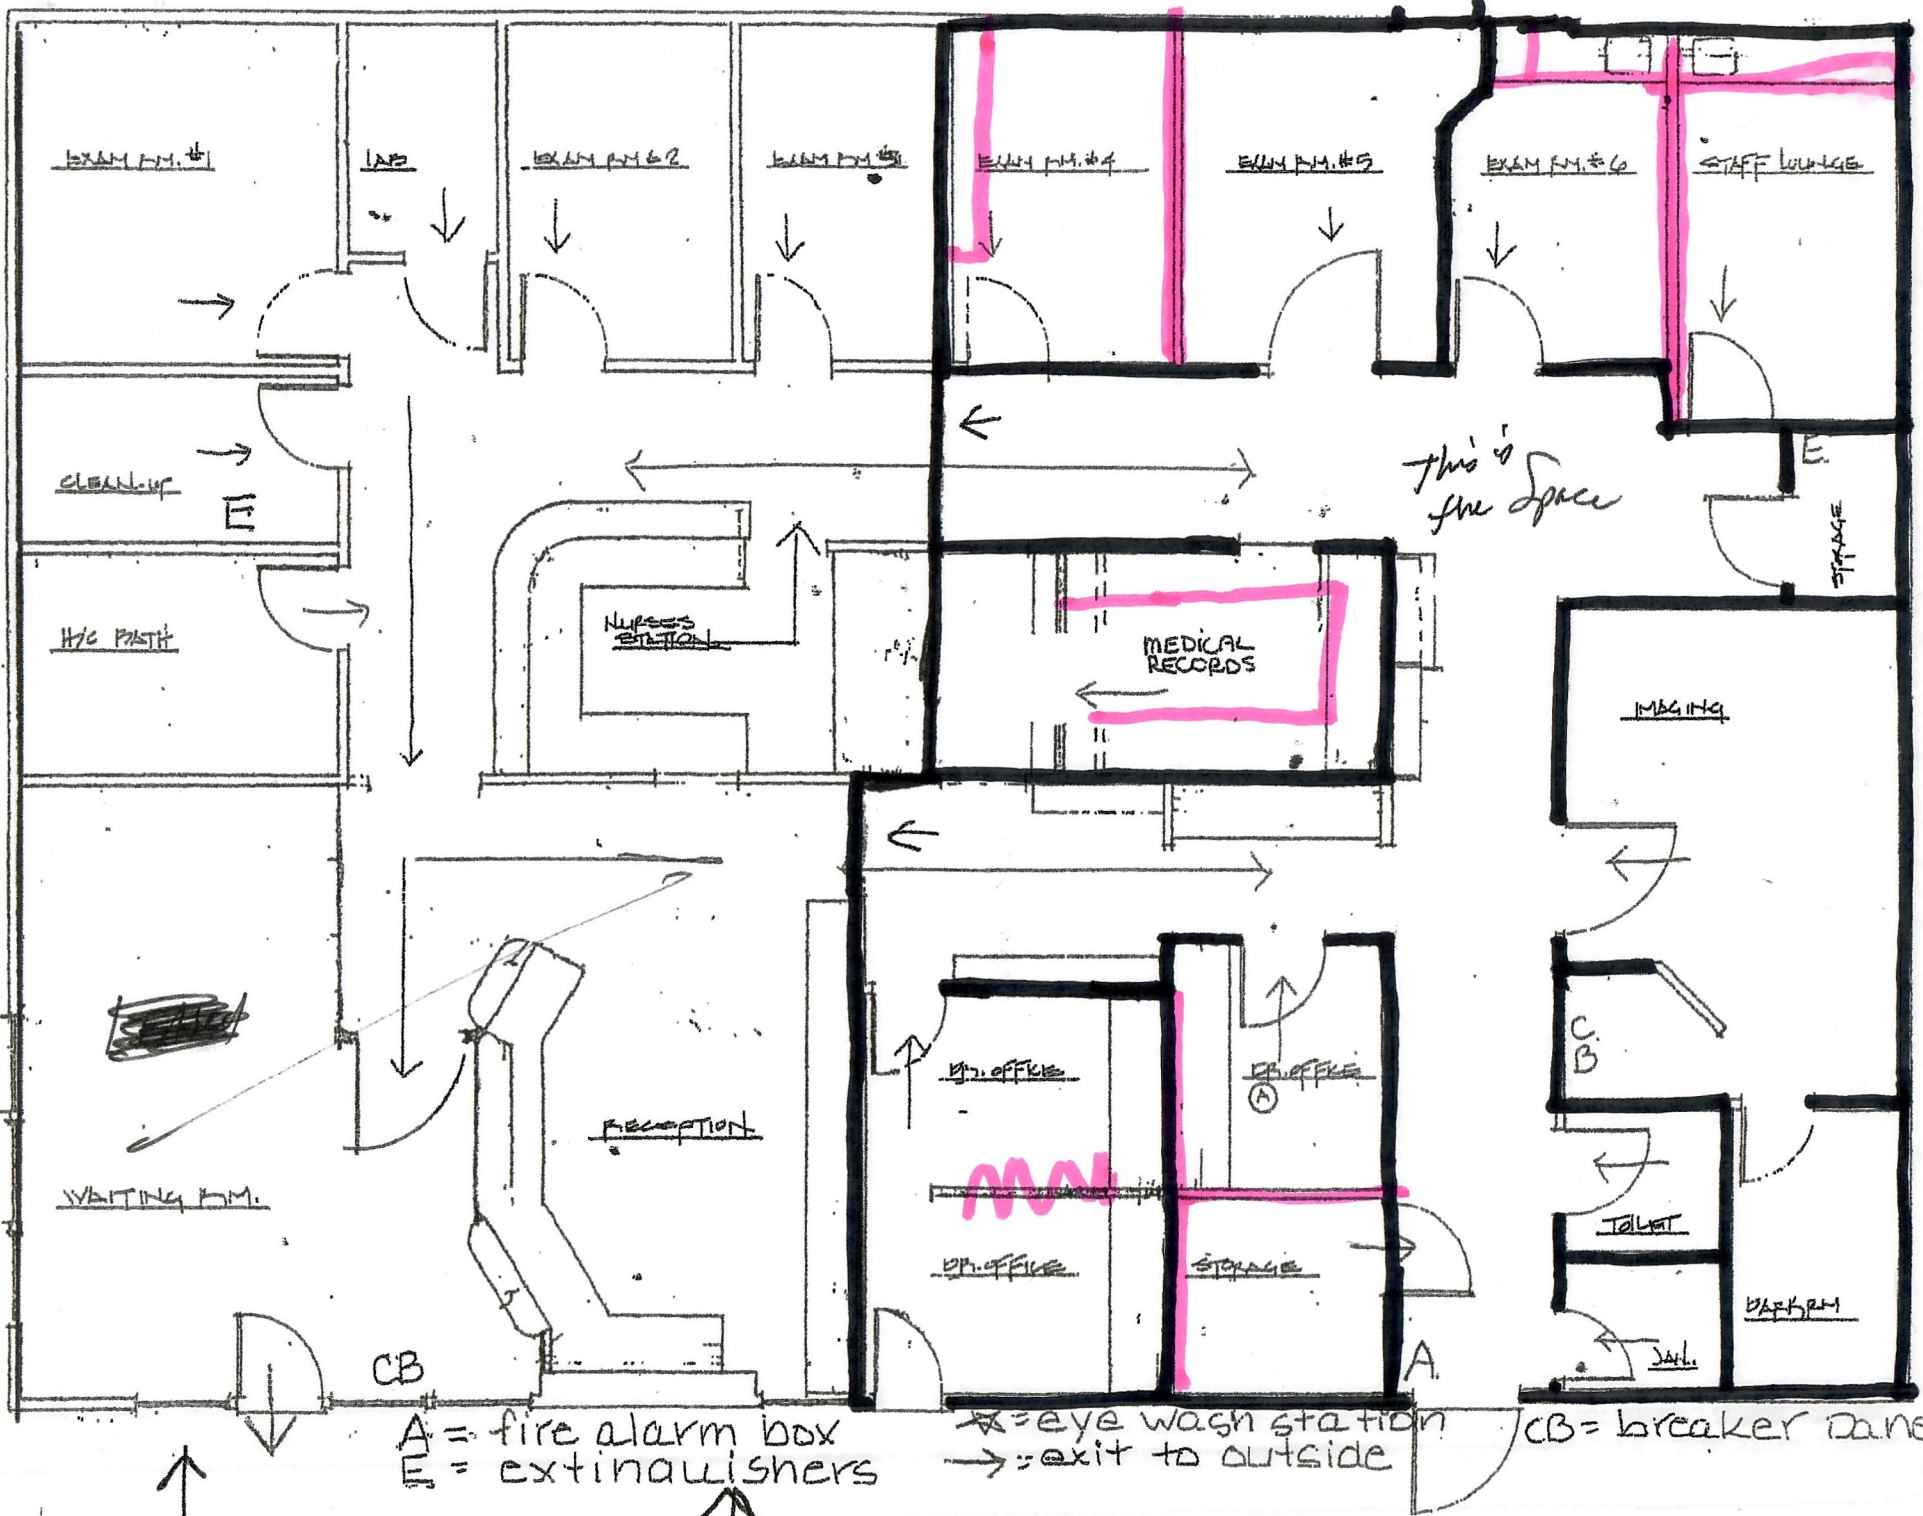 EXAM RM. #1
LAB
EXAM RM # 2
EXAM RM. #3
EXAM RM. #4
EXAM RM. #5
EXAM RM. #6
STAFF LOUNGE
This is
the Space
E.
CLEAN-UP
E
STORAGE
H/C BATH
NURSES
STATION
MEDICAL
RECORDS
IMAGING
C.
B
DR. OFFICE
DR. OFFICE
A
RECEPTION
WAITING RM.
TOILET
DR. OFFICE
STORAGE
DARKRM
JAN.
A.
CB
A = fire alarm box
E = extinquishers
☆ = eye wash station
→ = exit to outside
CB = breaker pane